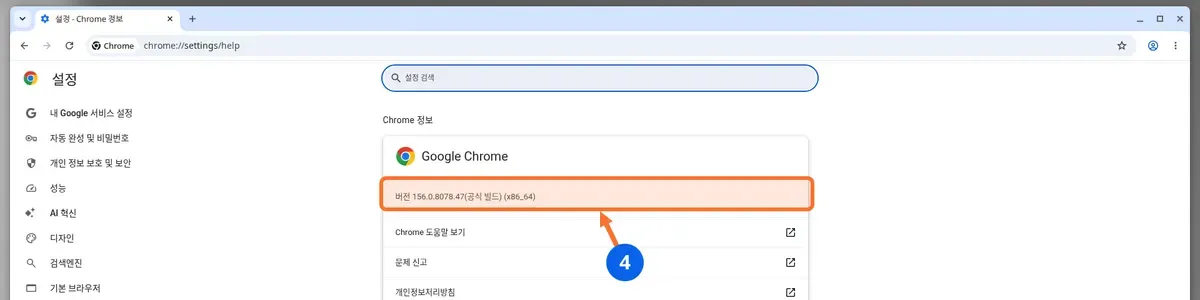 설정 - Chrome 정보
Chrome
chrome://settings/help
설정
설정 검색
내 Google 서비스 설정
자동 완성 및 비밀번호
개인 정보 보호 및 보안
성능
AI 혁신
디자인
검색엔진
기본 브라우저
Chrome 정보
Google Chrome
버전 156.0.8078.47(공식 빌드) (x86_64)
Chrome 도움말 보기
문제 신고
개인정보처리방침
4